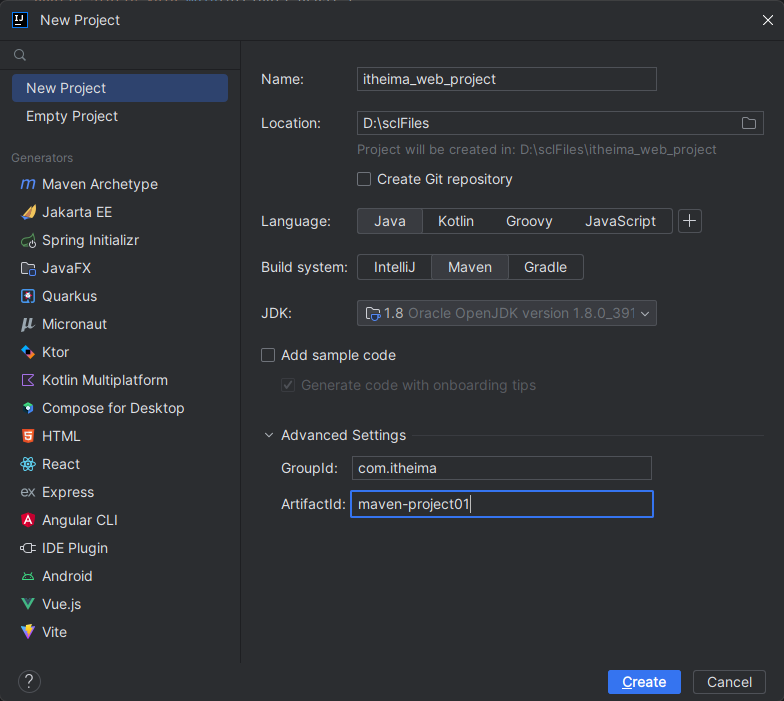 New Project
New Project
Empty Project
Generators
Maven Archetype
Jakarta EE
Spring Initializr
JavaFX
Quarkus
Micronaut
Ktor
Kotlin Multiplatform
Compose for Desktop
HTML
React
Express
Angular CLI
IDE Plugin
Android
Vue.js
Vite
Name: itheima_web_project
Location: D:\sclFiles
Project will be created in: D:\sclFiles\itheima_web_project
Create Git repository
Language: Java Kotlin Groovy JavaScript +
Build system: IntelliJ Maven Gradle
JDK: 1.8 Oracle OpenJDK version 1.8.0_391
Add sample code
Generate code with onboarding tips
Advanced Settings
GroupId: com.itheima
ArtifactId: maven-project01
? Create Cancel